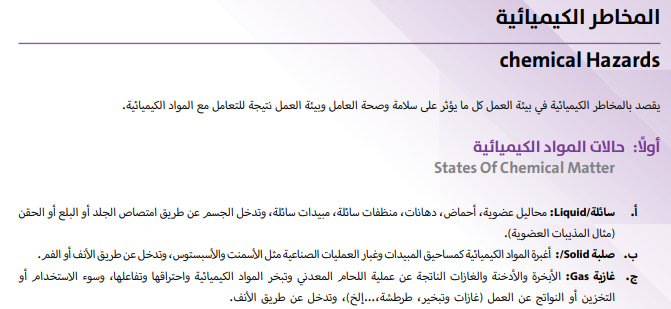 المخاطر الكيميائية
chemical Hazards
يقصد بالمخاطر الكيميائية في بيئة العمل كل ما يؤثر على سلامة وصحة العامل وبيئة العمل نتيجة للتعامل مع المواد الكيميائية.
أولًا: حالات المواد الكيميائية
States Of Chemical Matter
أ. سائلة/Liquid: محاليل عضوية، أحماض، دهانات، منظفات سائلة، مبيدات سائلة، وتدخل الجسم عن طريق امتصاص الجلد أو البلع أو الحقن
(مثال المذيبات العضوية).
ب. صلبة Solid/: أغبرة المواد الكيميائية كمساحيق المبيدات وغبار العمليات الصناعية مثل الأسمنت والأسبستوس، وتدخل عن طريق الأنف أو الفم.
ج. غازية Gas: الأبخرة والأدخنة والغازات الناتجة عن عملية اللحام المعدني وتبخر المواد الكيميائية واحتراقها وتفاعلها، وسوء الاستخدام أو
التخزين أو النواتج عن العمل (غازات وتبخير، طرطشة،...إلخ)، وتدخل عن طريق الأنف.